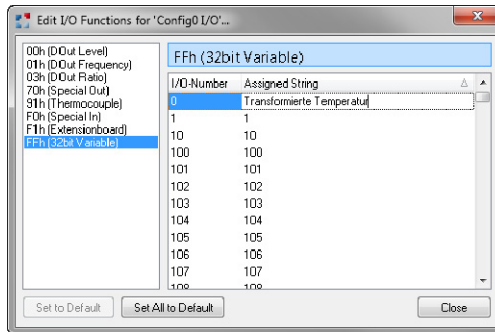 Edit I/O Functions for 'Config0 I/O'...
00h (DOut Level)
01h (DOut Frequency)
03h (DOut Ratio)
70h (Special Out)
91h (Thermocouple)
F0h (Special In)
F1h (Extensionboard)
FFh (32bit Variable)
FFh (32bit Variable)
I/O-Number Assigned String
0 Transformierte Temperatur
1 1
10 10
100 100
101 101
102 102
103 103
104 104
105 105
106 106
107 107
108 108
Set to Default Set All to Default Close